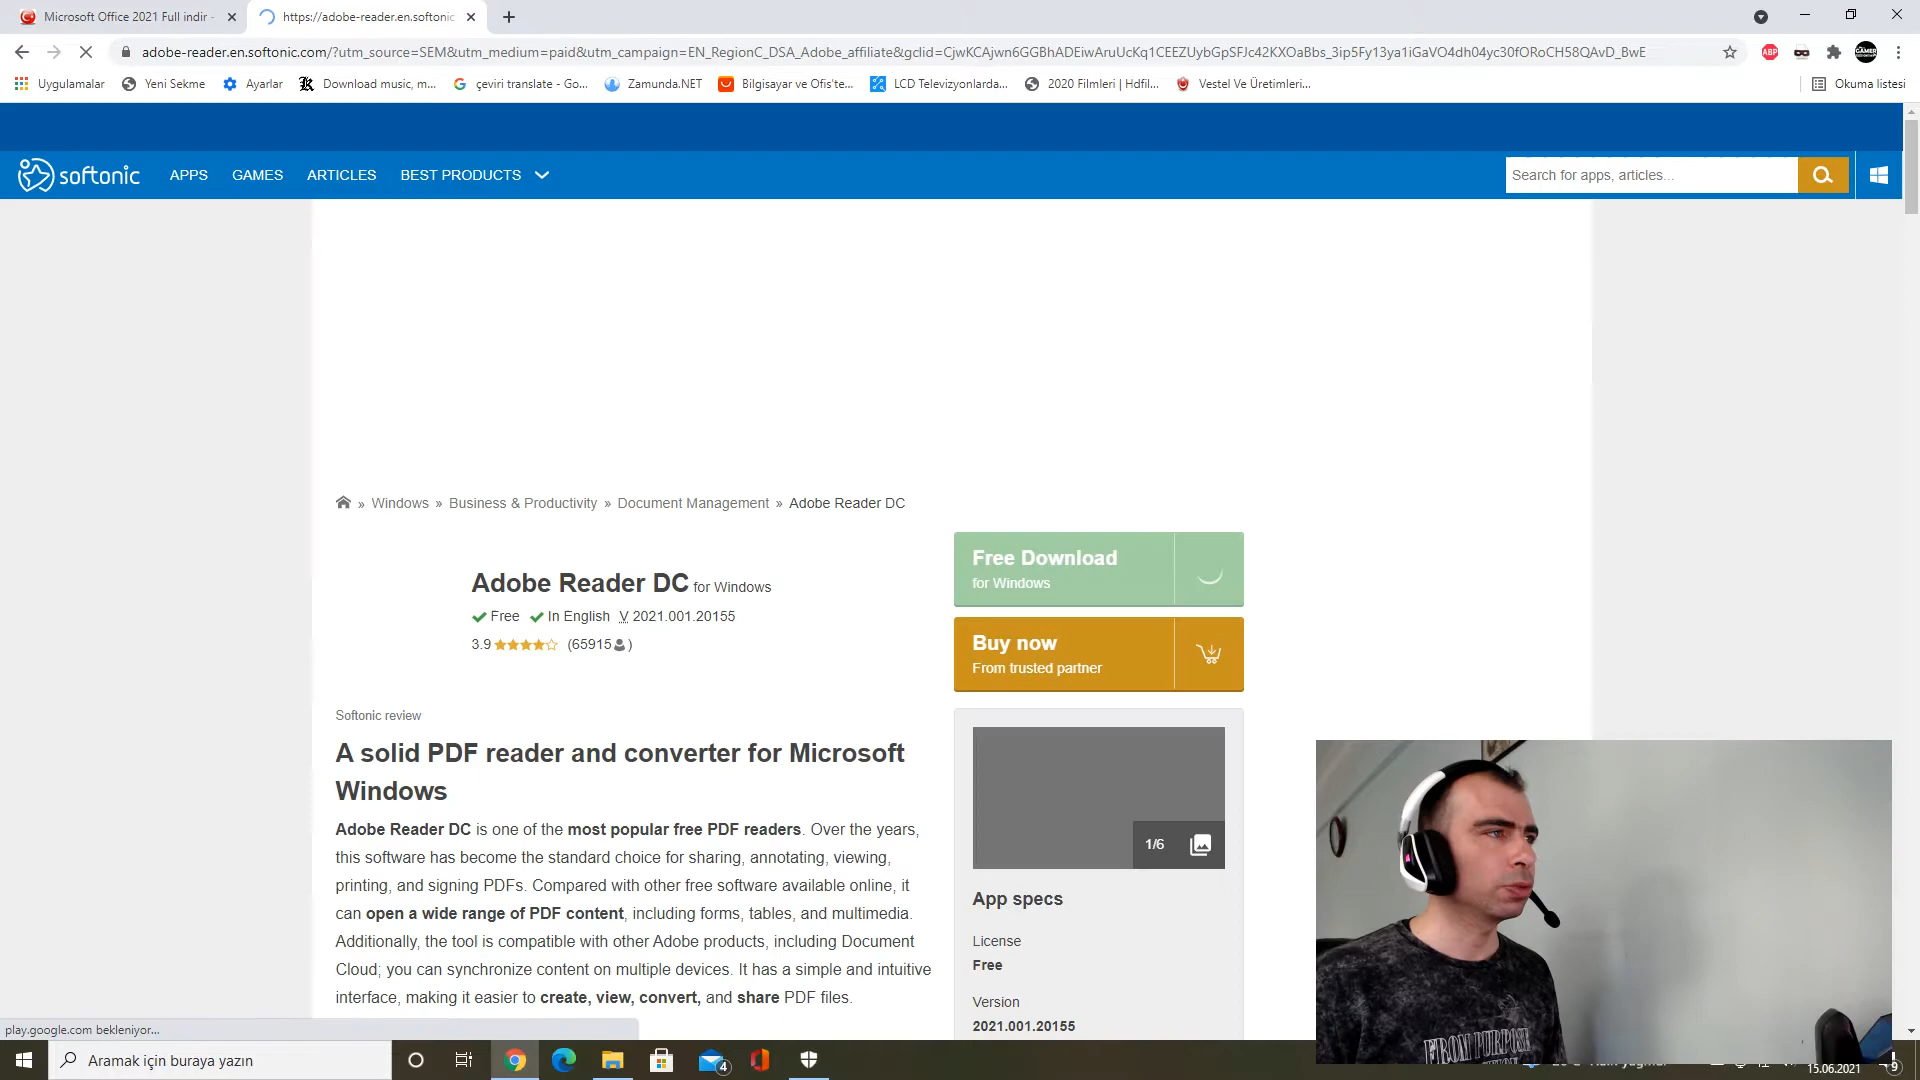 Microsoft Office 2021 Full indir -
https://adobe-reader.en.softonic.
adobe-reader.en.softonic.com/?utm_source=SEM&utm_medium=paid&utm_campaign=EN_RegionC_DSA_Adobe_affiliate&gclid=CjwKCAjwn6GGBhADEiwAruUcKq1CEEZUybGpSFJc42KXOaBbs_3ip5Fy13ya1iGaVO4dh04yc30fORoCH58QAvD_BwE
ABP
Uygulamalar
Yeni Sekme
Ayarlar
Download music, m...
çeviri translate - Go...
Zamunda.NET
Bilgisayar ve Ofis'te...
LCD Televizyonlarda...
2020 Filmleri | Hdfil...
Vestel Ve Üretimleri...
Okuma listesi
softonic
APPS
GAMES
ARTICLES
BEST PRODUCTS
Search for apps, articles...
» Windows » Business & Productivity » Document Management » Adobe Reader DC
Free Download
for Windows
Adobe Reader DC for Windows
Free In English V 2021.001.20155
3.9 (65915)
Buy now
From trusted partner
Softonic review
A solid PDF reader and converter for Microsoft
Windows
Adobe Reader DC is one of the most popular free PDF readers. Over the years,
this software has become the standard choice for sharing, annotating, viewing,
printing, and signing PDFs. Compared with other free software available online, it
can open a wide range of PDF content, including forms, tables, and multimedia.
Additionally, the tool is compatible with other Adobe products, including Document
Cloud; you can synchronize content on multiple devices. It has a simple and intuitive
interface, making it easier to create, view, convert, and share PDF files.
1/6
App specs
License
Free
Version
2021.001.20155
FROM PURPOSE
play.google.com bekleniyor...
Aramak için buraya yazın
4
15.06.2021
9